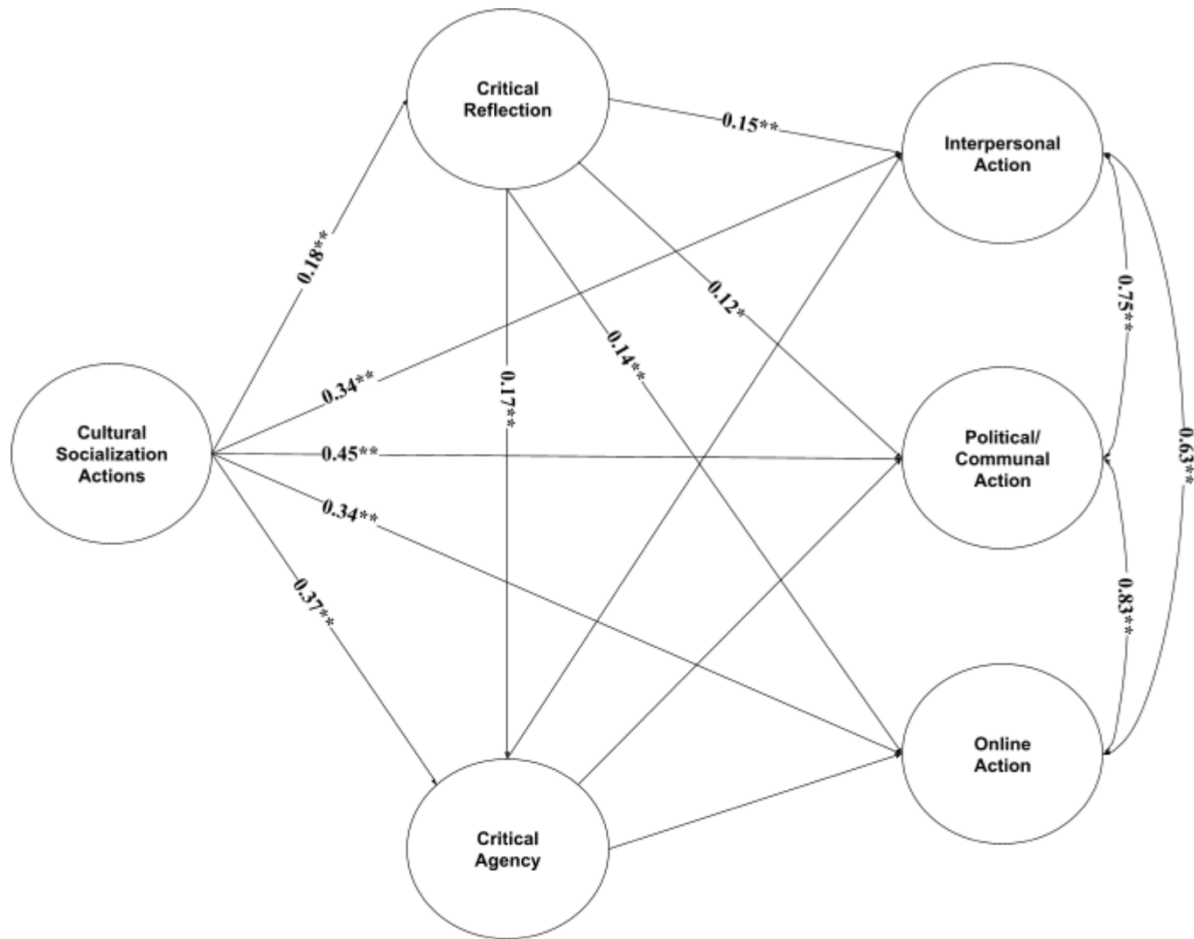 Critical
Reflection
0.15**
Interpersonal
Action
0.18**
0.12*
0.75**
0.14**
0.34**
0.17**
Cultural
Socialization
Actions
0.45**
Political/
Communal
Action
0.63**
0.34**
0.37**
0.83**
Online
Action
Critical
Agency